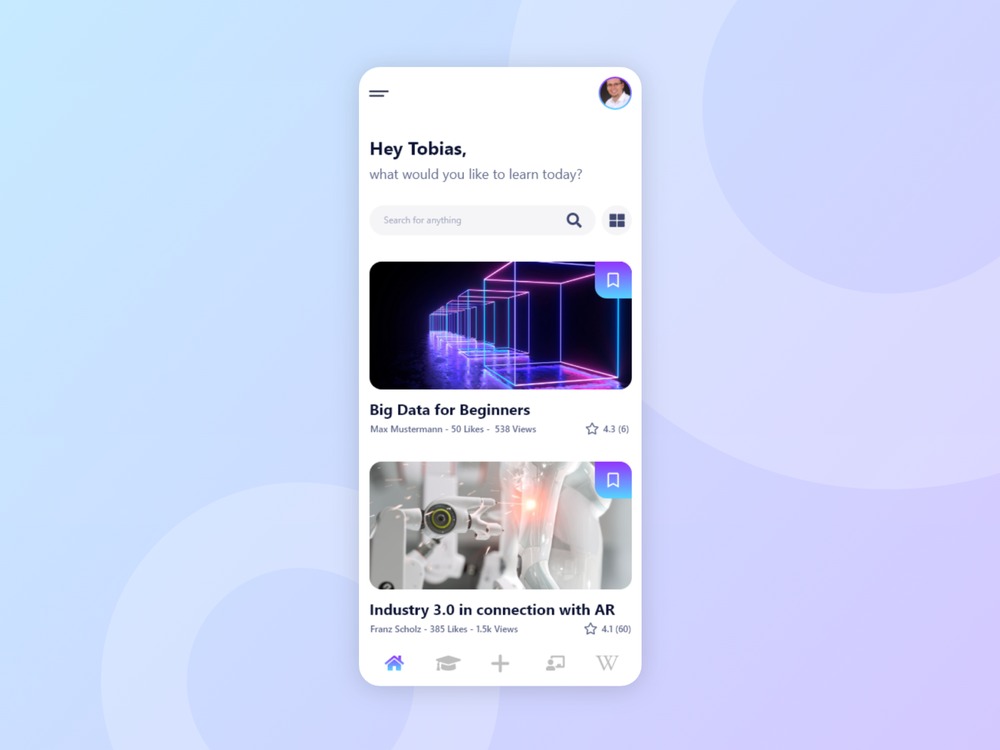 Hey Tobias,
what would you like to learn today?
Search for anything
Big Data for Beginners
Max Mustermann - 50 Likes - 538 Views
4.3 (6)
Industry 3.0 in connection with AR
Franz Scholz - 385 Likes - 1.5k Views
4.1 (60)
W